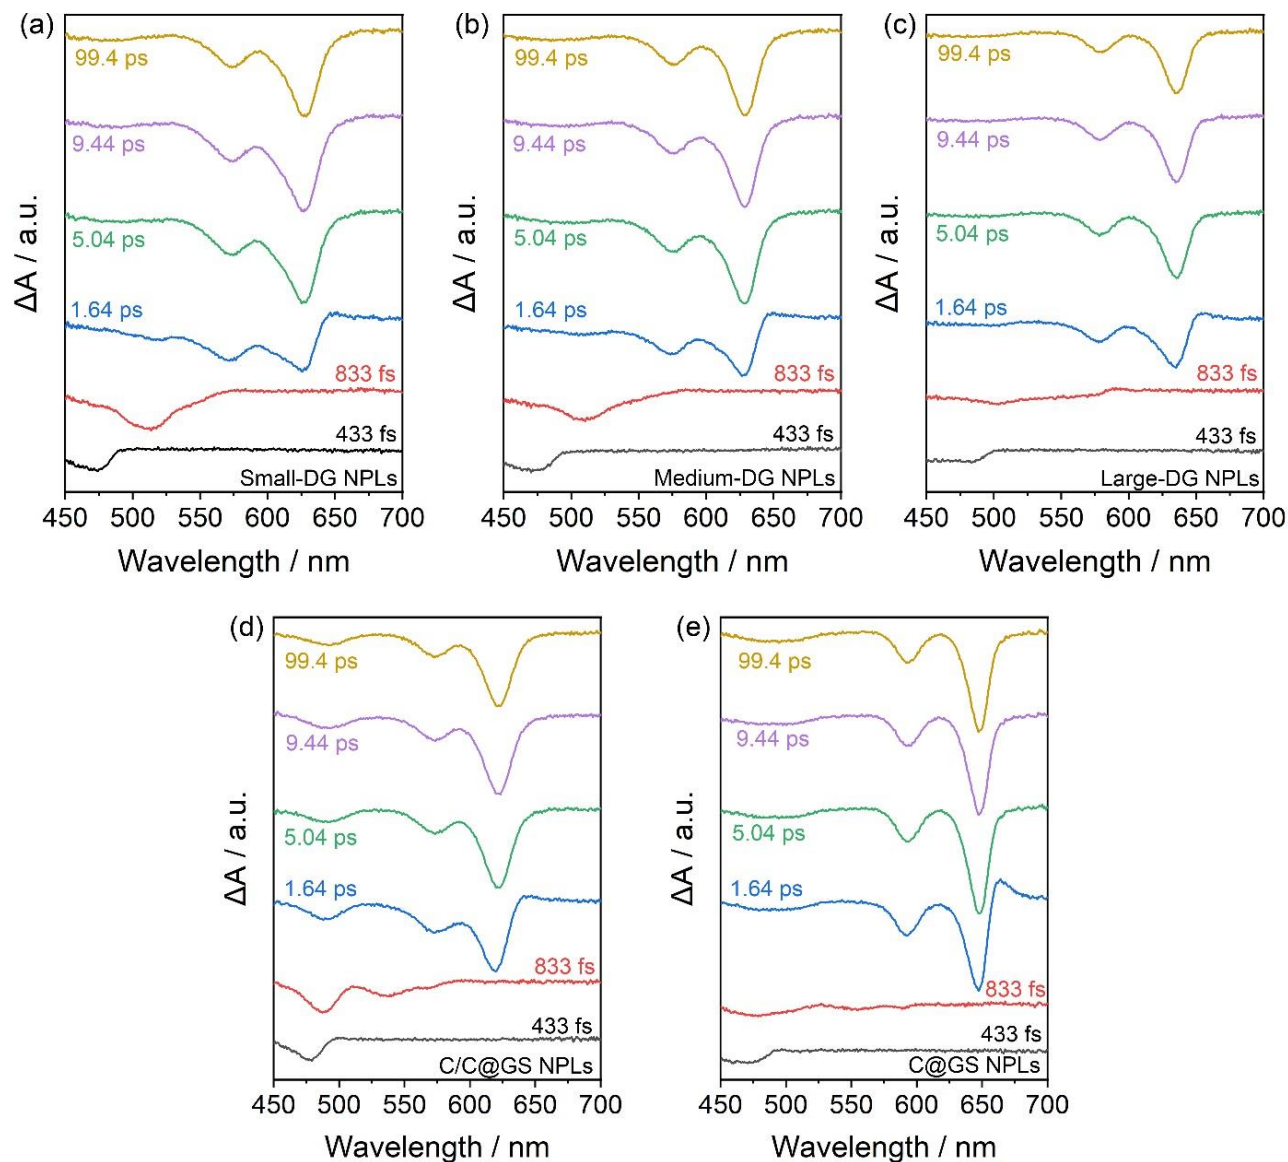 (a)
99.4 ps
9.44 ps
5.04 ps
1.64 ps
833 fs
433 fs
Small-DG NPLs
ΔA / a.u.
450 500 550 600 650 700
Wavelength / nm
(b)
99.4 ps
9.44 ps
5.04 ps
1.64 ps
833 fs
433 fs
Medium-DG NPLs
ΔA / a.u.
450 500 550 600 650 700
Wavelength / nm
(c)
99.4 ps
9.44 ps
5.04 ps
1.64 ps
833 fs
433 fs
Large-DG NPLs
ΔA / a.u.
450 500 550 600 650 700
Wavelength / nm
(d)
99.4 ps
9.44 ps
5.04 ps
1.64 ps
833 fs
433 fs
C/C@GS NPLs
ΔA / a.u.
450 500 550 600 650 700
Wavelength / nm
(e)
99.4 ps
9.44 ps
5.04 ps
1.64 ps
833 fs
433 fs
C@GS NPLs
ΔA / a.u.
450 500 550 600 650 700
Wavelength / nm